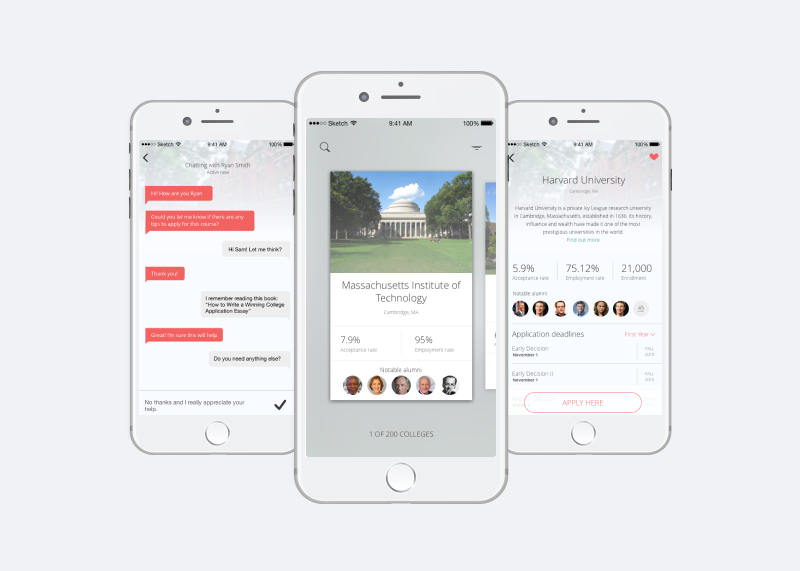 Sketch
9:41 AM
100%
Chatting with Ryan Smith
Active now
Hi! How are you Ryan
Could you let me know if there are any
tips to apply for this course?
Hi Sam! Let me think?
Thank you!
I remember reading this book:
"How to Write a Winning College
Application Essay"
Great! I'm sure this will help
Do you need anything else?
No thanks and I really appreciate your
help.
Sketch
9:41 AM
100%
Massachusetts Institute of
Technology
Cambridge, MA
7.9%
Acceptance rate
95%
Employment rate
Notable alumni
1 OF 200 COLLEGES
Sketch
9:41 AM
100%
Harvard University
Cambridge, MA
Harvard University is a private Ivy League research university
in Cambridge, Massachusetts, established in 1636. Its history,
influence and wealth have made it one of the most
prestigious universities in the world.
Find out more
5.9%
Acceptance rate
75.12%
Employment rate
21,000
Enrollment
Notable alumni
Application deadlines
First Year
Early Decision
November 1
FALL
Early Decision II
November 1
FALL
APPLY HERE